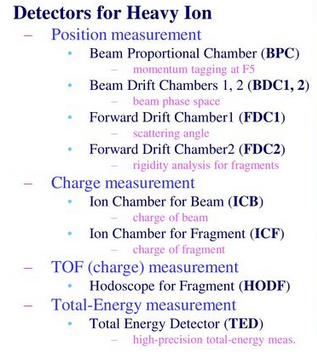 Detectors for Heavy Ion
– Position measurement
• Beam Proportional Chamber (BPC)
– momentum tagging at F5
• Beam Drift Chambers 1, 2 (BDC1, 2)
– beam phase space
• Forward Drift Chamber1 (FDC1)
– scattering angle
• Forward Drift Chamber2 (FDC2)
– rigidity analysis for fragments
– Charge measurement
• Ion Chamber for Beam (ICB)
– charge of beam
• Ion Chamber for Fragment (ICF)
– charge of fragment
– TOF (charge) measurement
• Hodoscope for Fragment (HODF)
– Total-Energy measurement
• Total Energy Detector (TED)
– high-precision total-energy meas.